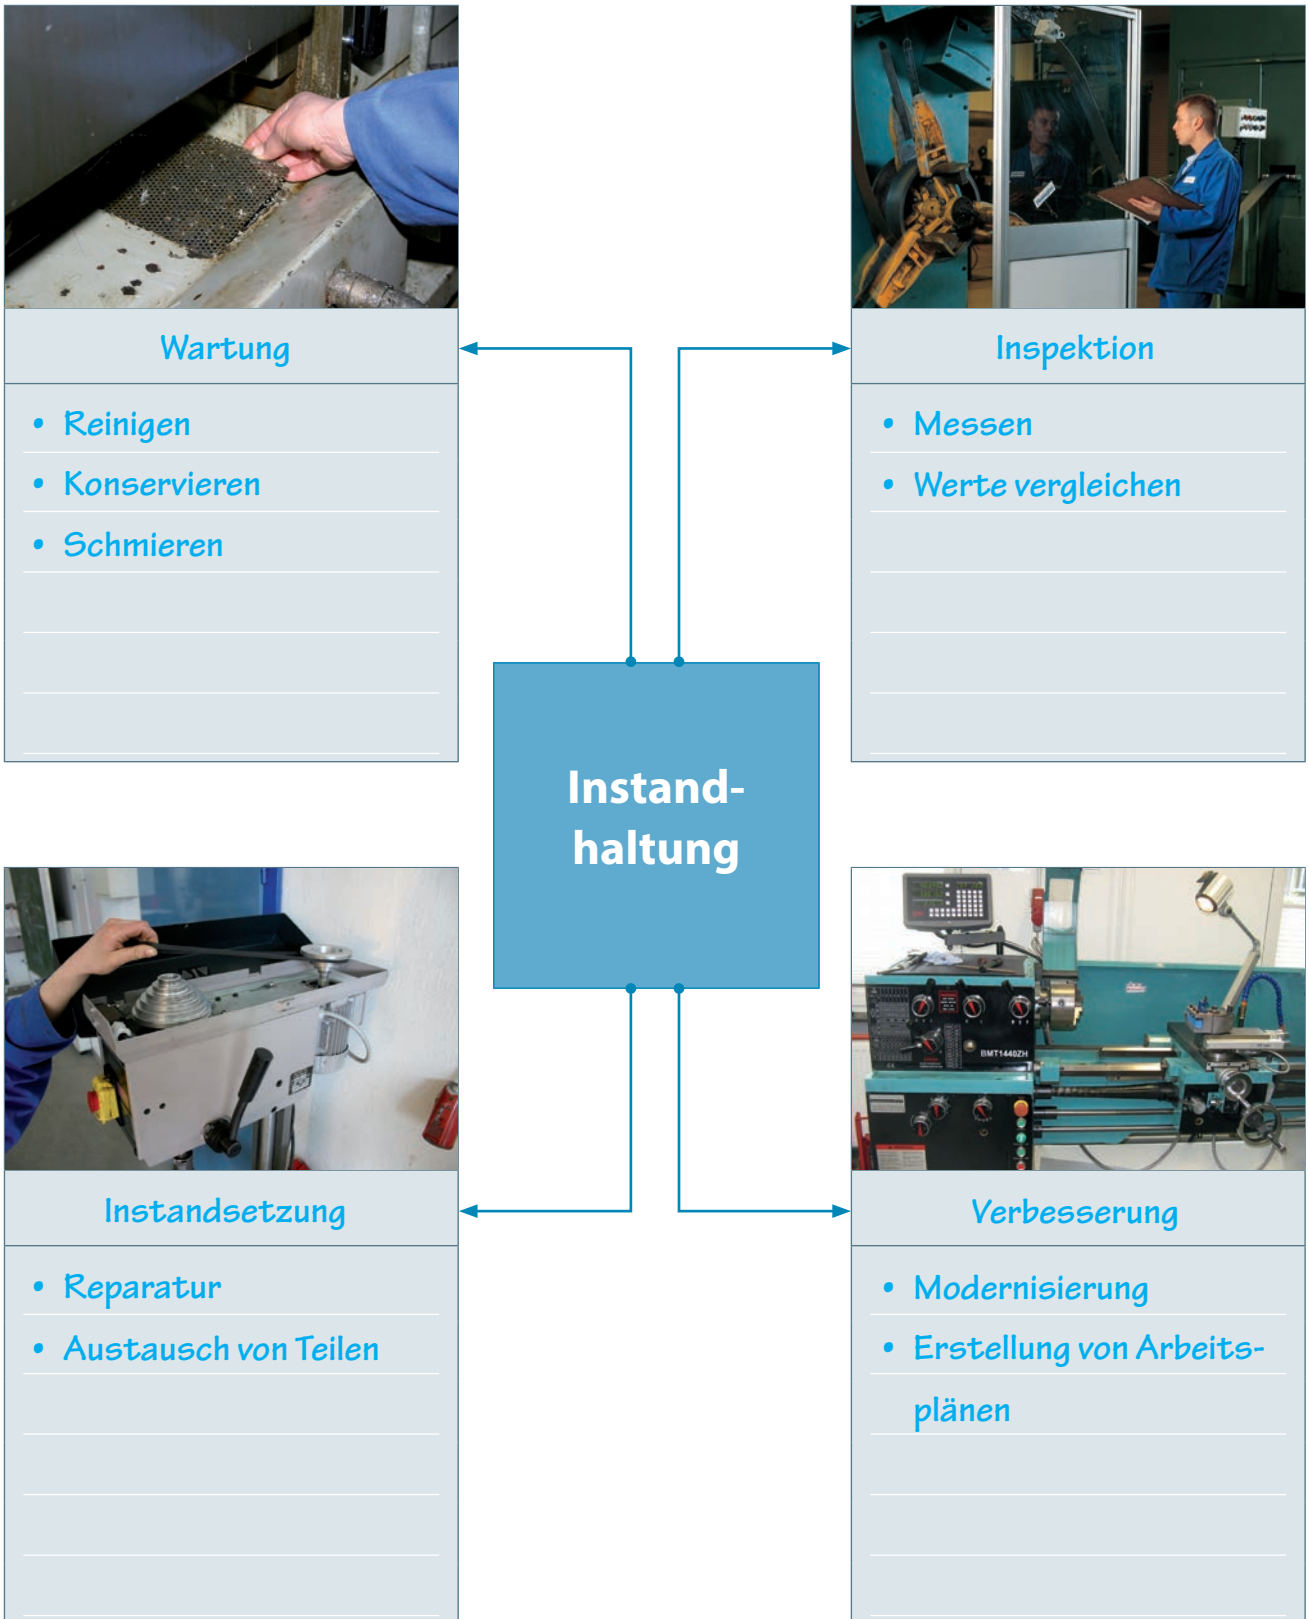 Wartung
• Reinigen
• Konservieren
• Schmieren
Inspektion
• Messen
• Werte vergleichen
Instand-
haltung
BMT1440ZH
Instandsetzung
• Reparatur
• Austausch von Teilen
Verbesserung
• Modernisierung
• Erstellung von Arbeits-
plänen